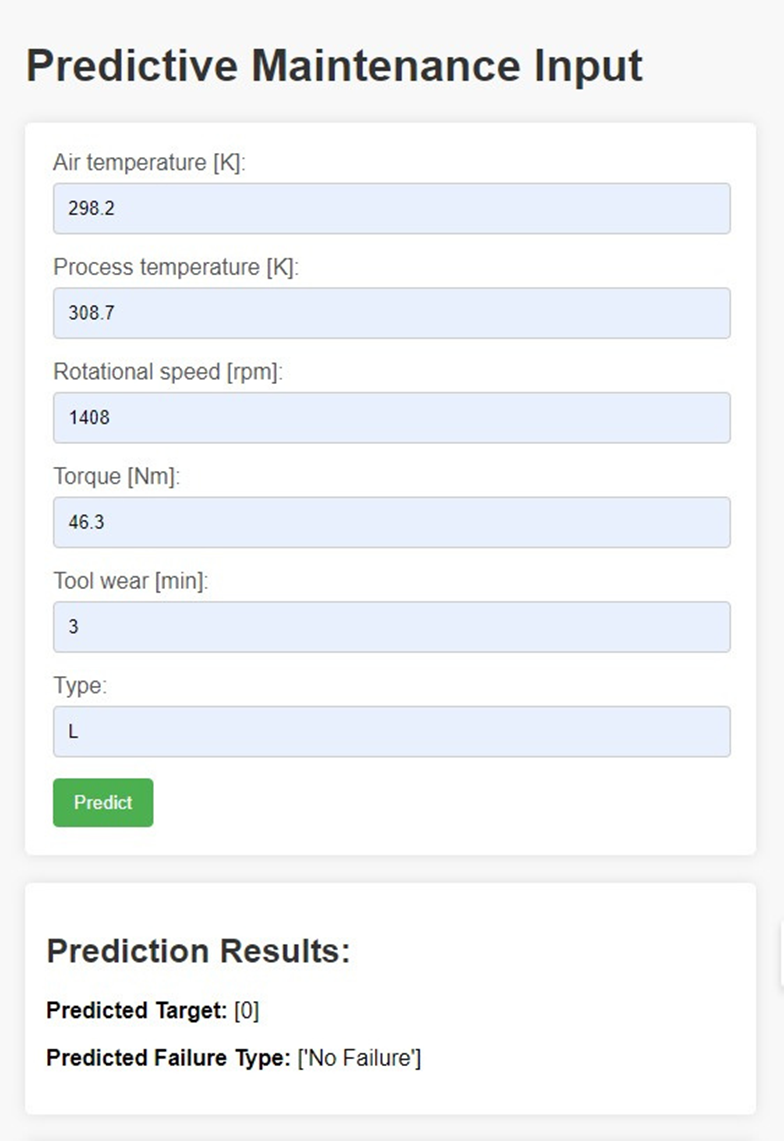 Predictive Maintenance Input
Air temperature [K]:
298.2
Process temperature [K]:
308.7
Rotational speed [rpm]:
1408
Torque [Nm]:
46.3
Tool wear [min]:
3
Type:
L
Predict
Prediction Results:
Predicted Target: [0]
Predicted Failure Type: ['No Failure']